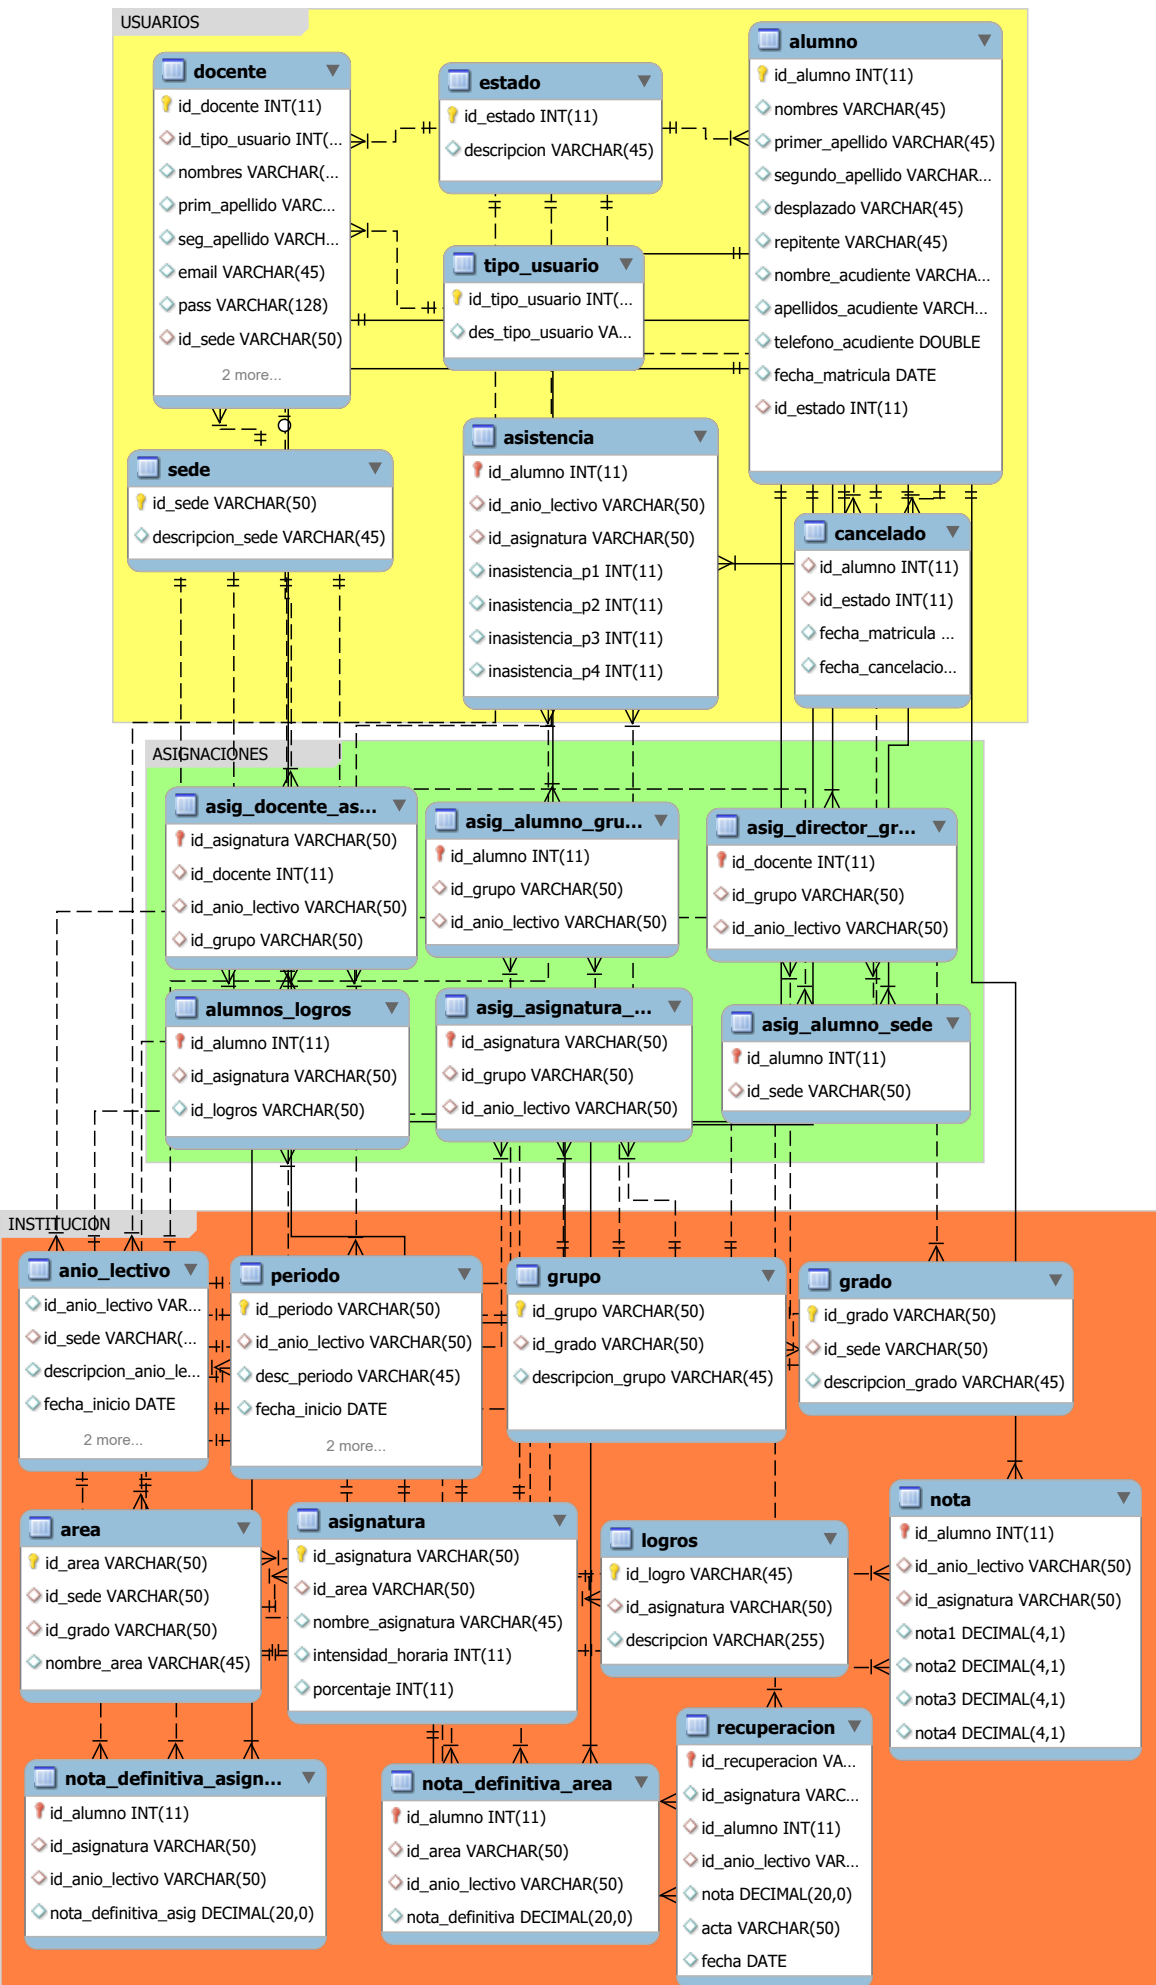 USUARIOS
docente
id_docente INT(11)
id_tipo_usuario INT(...
nombres VARCHAR(...
prim_apellido VARC...
seg_apellido VARCH...
email VARCHAR(45)
pass VARCHAR(128)
id_sede VARCHAR(50)
2 more...
estado
id_estado INT(11)
descripcion VARCHAR(45)
alumno
id_alumno INT(11)
nombres VARCHAR(45)
primer_apellido VARCHAR(45)
segundo_apellido VARCHAR...
desplazado VARCHAR(45)
repitente VARCHAR(45)
nombre_acudiente VARCHA...
apellidos_acudiente VARCH...
telefono_acudiente DOUBLE
fecha_matricula DATE
id_estado INT(11)
tipo_usuario
id_tipo_usuario INT(...
des_tipo_usuario VA...
sede
id_sede VARCHAR(50)
descripcion_sede VARCHAR(45)
asistencia
id_alumno INT(11)
id_anio_lectivo VARCHAR(50)
id_asignatura VARCHAR(50)
inasistencia_p1 INT(11)
inasistencia_p2 INT(11)
inasistencia_p3 INT(11)
inasistencia_p4 INT(11)
cancelado
id_alumno INT(11)
id_estado INT(11)
fecha_matricula ...
fecha_cancelacio...
ASIGNACIONES
asig_docente_as...
id_asignatura VARCHAR(50)
id_docente INT(11)
id_anio_lectivo VARCHAR(50)
id_grupo VARCHAR(50)
asig_alumno_gru...
id_alumno INT(11)
id_grupo VARCHAR(50)
id_anio_lectivo VARCHAR(50)
asig_director_gr...
id_docente INT(11)
id_grupo VARCHAR(50)
id_anio_lectivo VARCHAR(50)
alumnos_logros
id_alumno INT(11)
id_asignatura VARCHAR(50)
id_logros VARCHAR(50)
asig_asignatura_...
id_asignatura VARCHAR(50)
id_grupo VARCHAR(50)
id_anio_lectivo VARCHAR(50)
asig_alumno_sede
id_alumno INT(11)
id_sede VARCHAR(50)
INSTITUCION
anio_lectivo
id_anio_lectivo VAR...
id_sede VARCHAR(...
descripcion_anio_le...
fecha_inicio DATE
2 more...
periodo
id_periodo VARCHAR(50)
id_anio_lectivo VARCHAR(50)
desc_periodo VARCHAR(45)
fecha_inicio DATE
2 more...
grupo
id_grupo VARCHAR(50)
id_grado VARCHAR(50)
descripcion_grupo VARCHAR(45)
grado
id_grado VARCHAR(50)
id_sede VARCHAR(50)
descripcion_grado VARCHAR(45)
area
id_area VARCHAR(50)
id_sede VARCHAR(50)
id_grado VARCHAR(50)
nombre_area VARCHAR(45)
asignatura
id_asignatura VARCHAR(50)
id_area VARCHAR(50)
nombre_asignatura VARCHAR(45)
intensidad_horaria INT(11)
porcentaje INT(11)
logros
id_logro VARCHAR(45)
id_asignatura VARCHAR(50)
descripcion VARCHAR(255)
nota
id_alumno INT(11)
id_anio_lectivo VARCHAR(50)
id_asignatura VARCHAR(50)
nota1 DECIMAL(4,1)
nota2 DECIMAL(4,1)
nota3 DECIMAL(4,1)
nota4 DECIMAL(4,1)
nota_definitiva_asign...
id_alumno INT(11)
id_asignatura VARCHAR(50)
id_anio_lectivo VARCHAR(50)
nota_definitiva_asig DECIMAL(20,0)
nota_definitiva_area
id_alumno INT(11)
id_area VARCHAR(50)
id_anio_lectivo VARCHAR(50)
nota_definitiva DECIMAL(20,0)
recuperacion
id_recuperacion VA...
id_asignatura VARC...
id_alumno INT(11)
id_anio_lectivo VAR...
nota DECIMAL(20,0)
acta VARCHAR(50)
fecha DATE